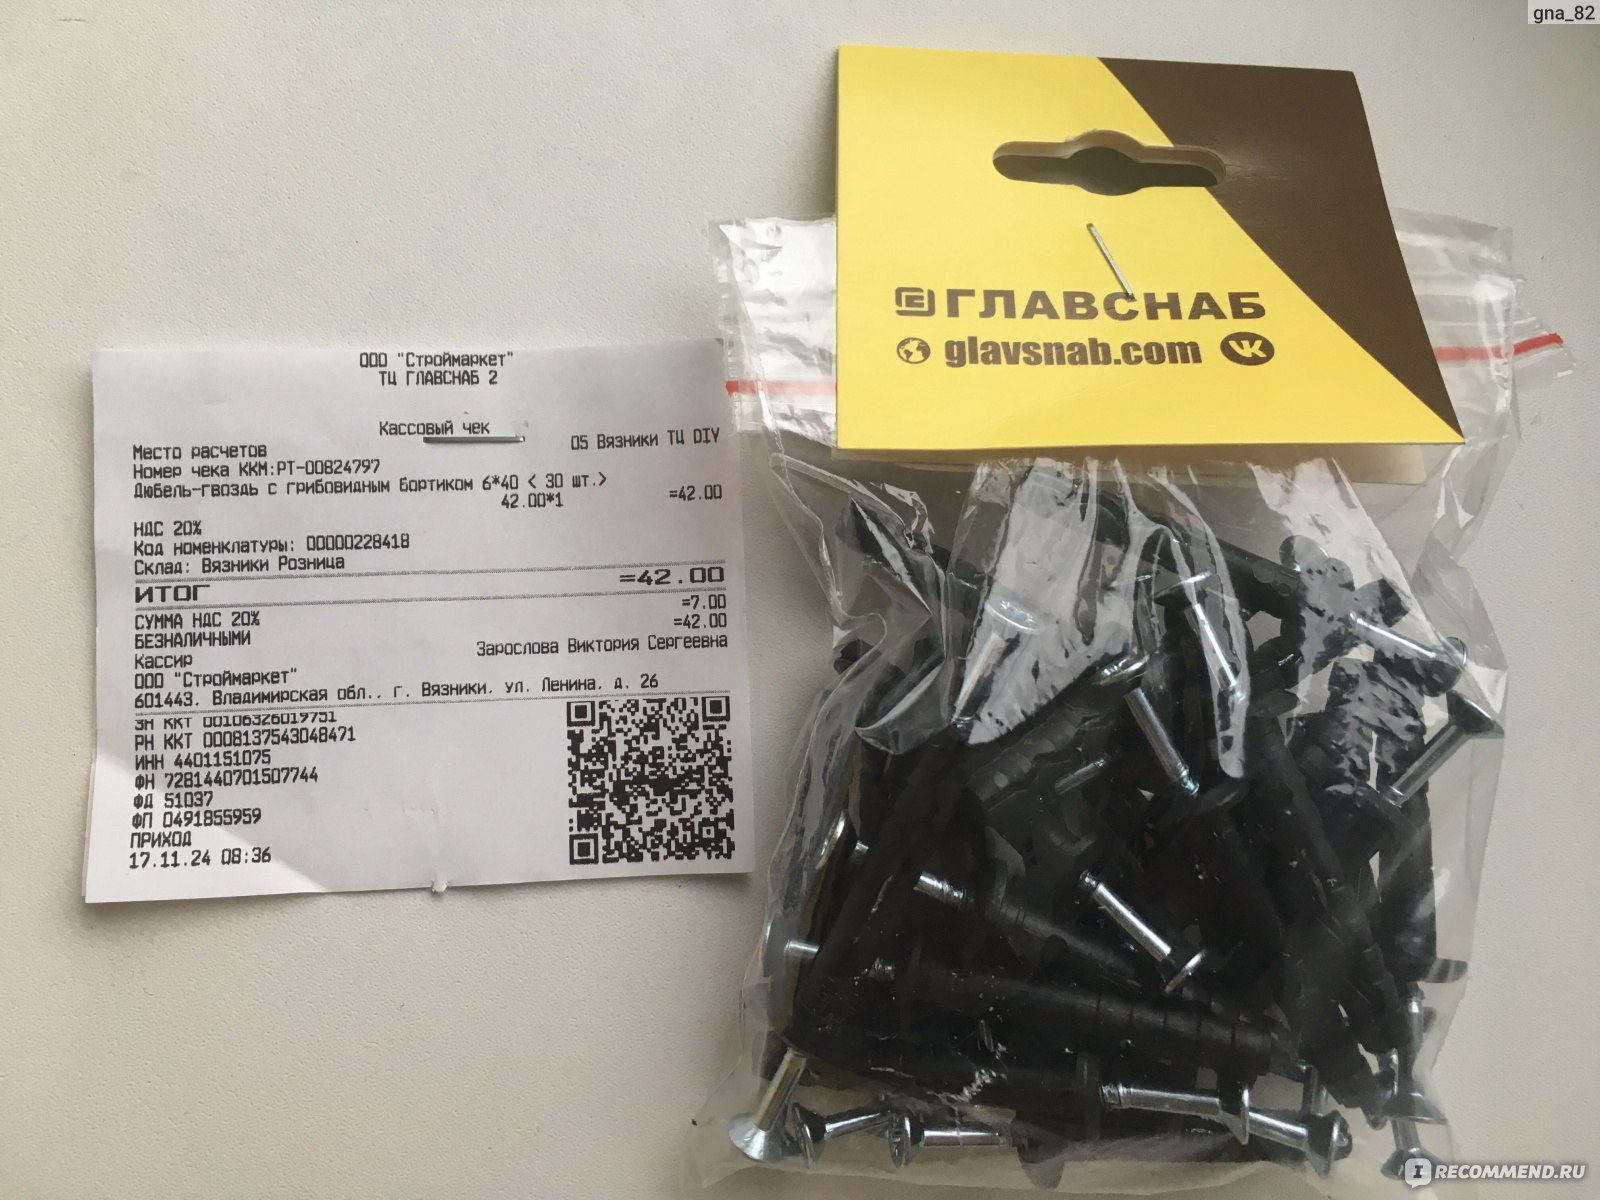 gna_82
ООО "Строймаркет"
ТЦ ГЛАВСНАБ 2
Кассовый чек
Место расчетов 05 Вязники ТЦ DIY
Номер чека ККМ:РТ-00824797
Дюбель-гвоздь с грибовидным бортиком 6*40 < 30 шт.>
42.00*1 =42.00
НДС 20%
Код номенклатуры: 00000228418
Склад: Вязники Розница
ИТОГ =42.00
СУММА НДС 20% =7.00
БЕЗНАЛИЧНЫМИ =42.00
Кассир Зарослова Виктория Сергеевна
ООО "Строймаркет"
601443, Владимирская обл., г. Вязники, ул. Ленина, д. 26
ЗН ККТ 00106326019751
РН ККТ 0008137543048471
ИНН 4401151075
ФН 7281440701507744
ФД 51037
ФП 0491855959
ПРИХОД
17.11.24 08:36
ГЛАВСНАБ
glavsnab.com
IRECOMMEND.RU